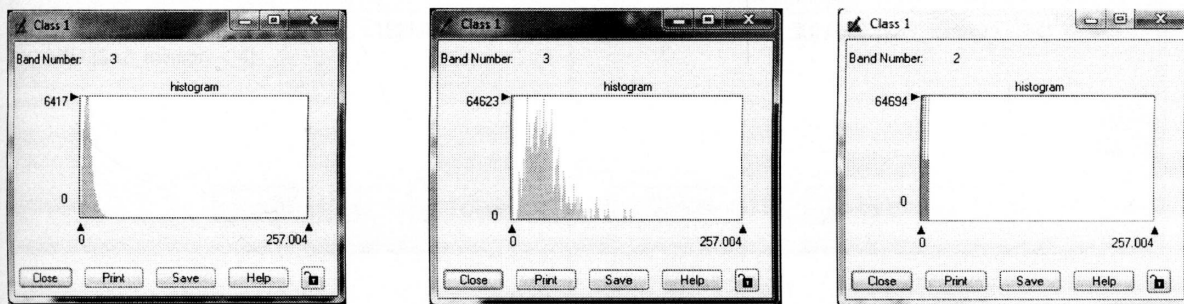 Class 1
Band Number: 3
histogram
6417
0
0 257.004
Close Print Save Help
Class 1
Band Number: 3
histogram
64623
0
0 257.004
Close Print Save Help
Class 1
Band Number: 2
histogram
64694
0
0 257.004
Close Print Save Help